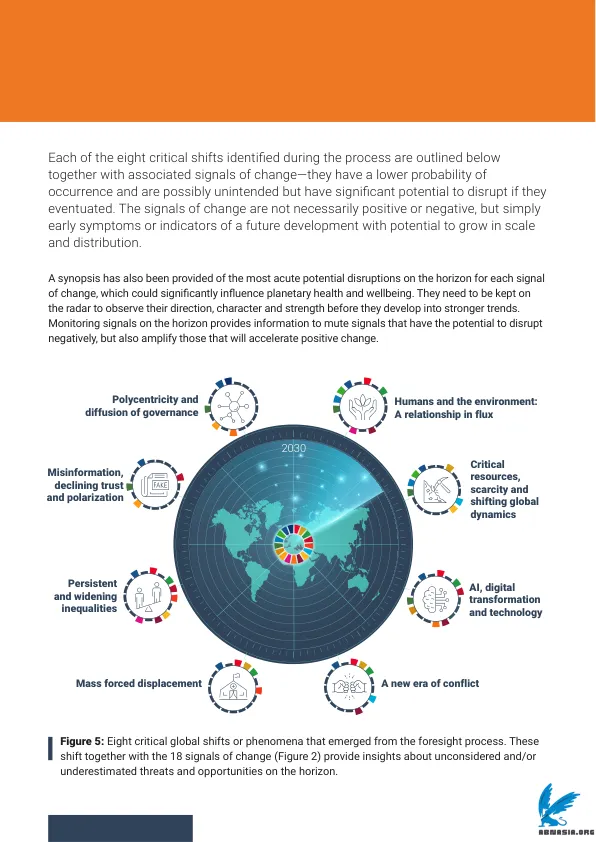 Each of the eight critical shifts identified during the process are outlined below
together with associated signals of change—they have a lower probability of
occurrence and are possibly unintended but have significant potential to disrupt if they
eventuated. The signals of change are not necessarily positive or negative, but simply
early symptoms or indicators of a future development with potential to grow in scale
and distribution.
A synopsis has also been provided of the most acute potential disruptions on the horizon for each signal
of change, which could significantly influence planetary health and wellbeing. They need to be kept on
the radar to observe their direction, character and strength before they develop into stronger trends.
Monitoring signals on the horizon provides information to mute signals that have the potential to disrupt
negatively, but also amplify those that will accelerate positive change.
Polycentricity and
diffusion of governance
Humans and the environment:
A relationship in flux
2030
Misinformation,
declining trust
and polarization
FAKE
Critical
resources,
scarcity and
shifting global
dynamics
Persistent
and widening
inequalities
AI, digital
transformation
and technology
Mass forced displacement
A new era of conflict
Figure 5: Eight critical global shifts or phenomena that emerged from the foresight process. These
shift together with the 18 signals of change (Figure 2) provide insights about unconsidered and/or
underestimated threats and opportunities on the horizon.
ABNASIA.ORG